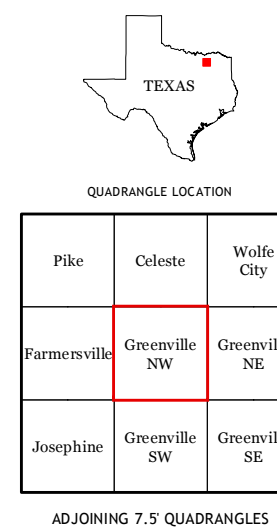 TEXAS
QUADRANGLE LOCATION
Pike
Celeste
Wolfe
City
Farmersville
Greenville
NW
Greenvil
NE
Josephine
Greenville
SW
Greenvil
SE
ADJOINING 7.5' QUADRANGLES